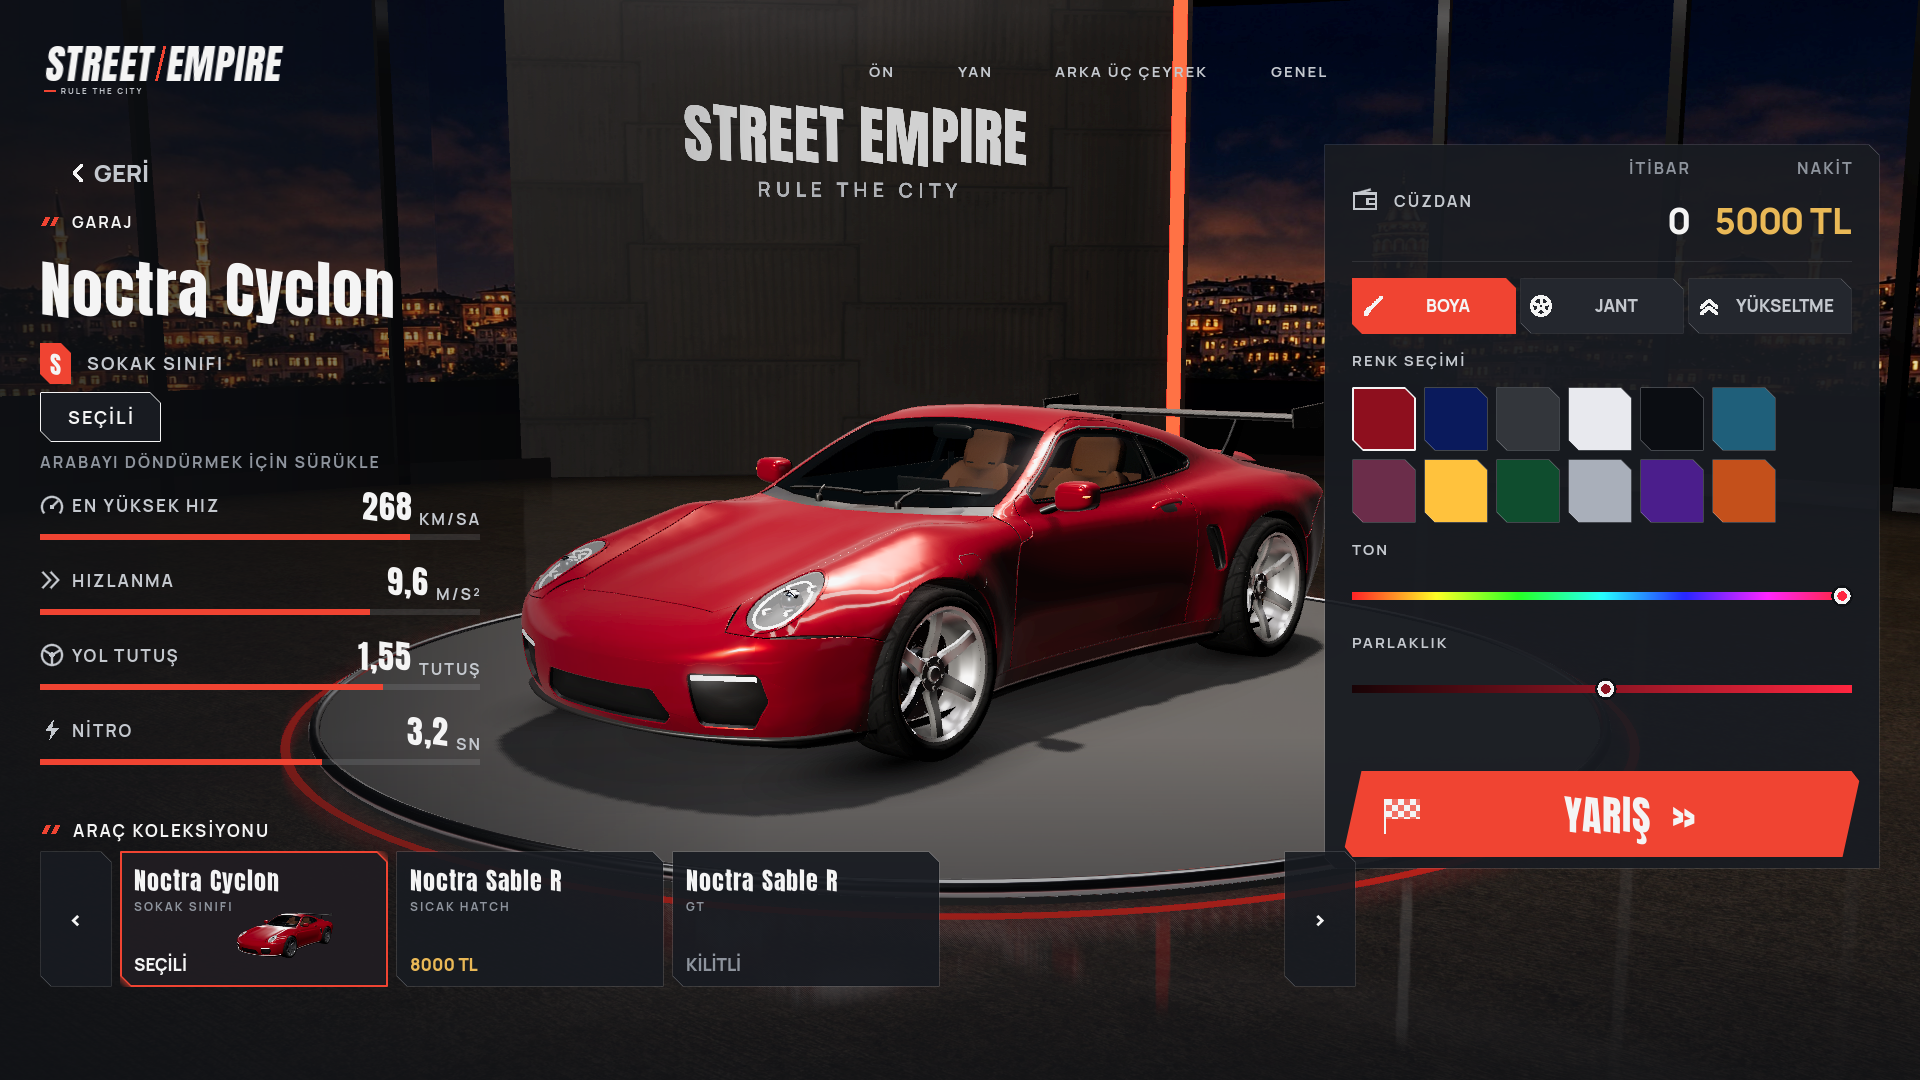 STREET/EMPIRE
RULE THE CITY
ÖN YAN ARKA ÜÇ ÇEYREK GENEL
STREET EMPIRE
RULE THE CITY
GERİ
GARAJ
Noctra Cyclon
S SOKAK SINIFI
SEÇİLİ
ARABAYI DÖNDÜRMEK İÇİN SÜRÜKLE
EN YÜKSEK HIZ 268 KM/SA
HIZLANMA 9,6 M/S²
YOL TUTUŞ 1,55 TUTUŞ
NİTRO 3,2 SN
ARAÇ KOLEKSİYONU
Noctra Cyclon
SOKAK SINIFI
SEÇİLİ
Noctra Sable R
SICAK HATCH
8000 TL
Noctra Sable R
GT
KİLİTLİ
İTİBAR NAKİT
CÜZDAN
0 5000 TL
BOYA JANT YÜKSELTME
RENK SEÇİMİ
TON
PARLAKLIK
YARIŞ